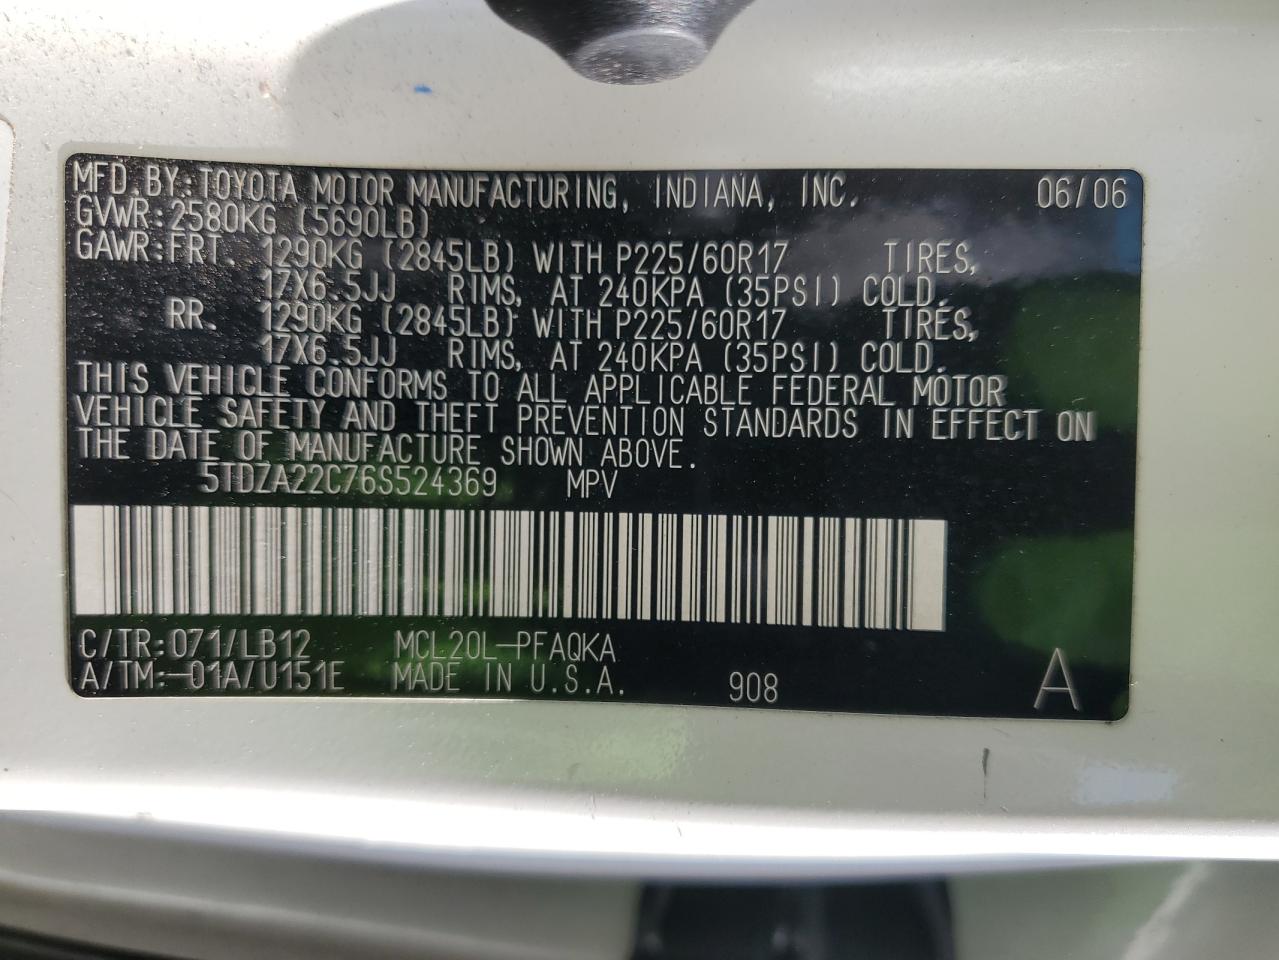 MFD. BY: TOYOTA MOTOR MANUFACTURING, INDIANA, INC. 06/06
GVWR: 2580KG (5690LB)
GAWR: FRT. 1290KG (2845LB) WITH P225/60R17 TIRES,
17X6.5JJ RIMS, AT 240KPA (35PSI) COLD.
RR. 1290KG (2845LB) WITH P225/60R17 TIRES,
17X6.5JJ RIMS, AT 240KPA (35PSI) COLD.
THIS VEHICLE CONFORMS TO ALL APPLICABLE FEDERAL MOTOR
VEHICLE SAFETY AND THEFT PREVENTION STANDARDS IN EFFECT ON
THE DATE OF MANUFACTURE SHOWN ABOVE.
5TDZA22C76S524369 MPV
C/TR: 071/LB12 MCL20L-PFAQKA
A/TM: -01A/U151E MADE IN U.S.A. 908 A